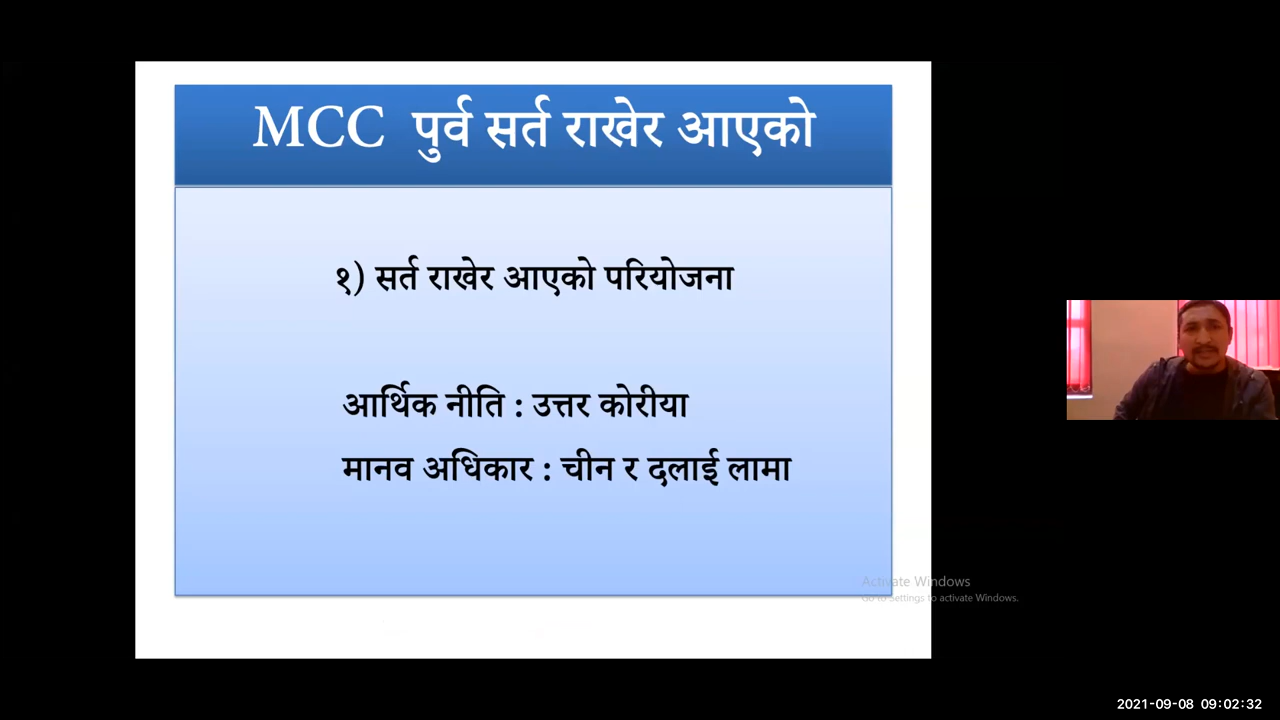 MCC पुर्व सर्त राखेर आएको
१) सर्त राखेर आएको परियोजना
आर्थिक नीति : उत्तर कोरीया
मानव अधिकार : चीन र दलाई लामा
Activate Windows
Go to Settings to activate Windows.
2021-09-08 09:02:32